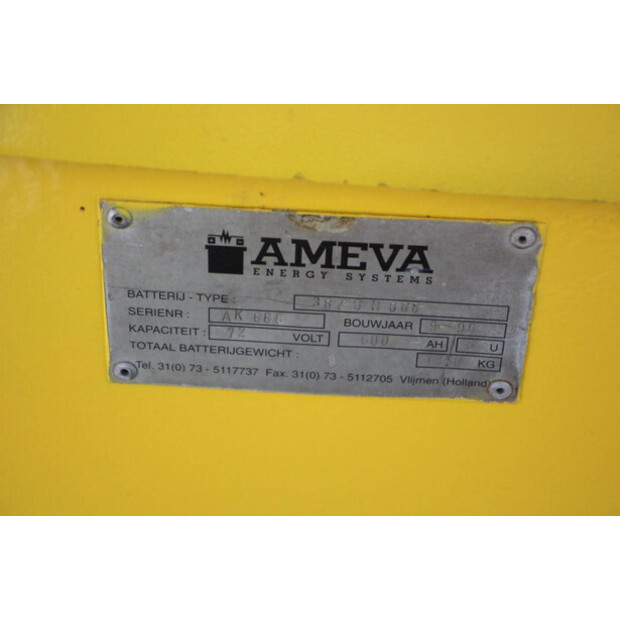 AMEVA
ENERGY SYSTEMS
BATTERIJ - TYPE :
SERIENR : AK BOUWJAAR
KAPACITEIT : 72 VOLT 600 AH U
TOTAAL BATTERIJGEWICHT : KG
Tel. 31(0) 73 - 5117737 Fax. 31(0) 73 - 5112705 Vlijmen (Holland)